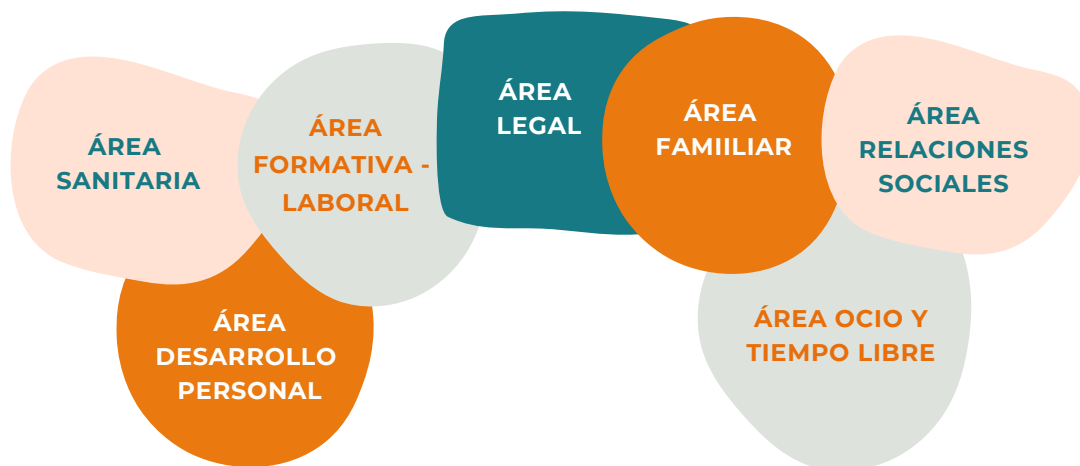 ÁREA
SANITARIA
ÁREA
FORMATIVA -
LABORAL
ÁREA
LEGAL
ÁREA
FAMIILIAR
ÁREA
RELACIONES
SOCIALES
ÁREA
DESARROLLO
PERSONAL
ÁREA OCIO Y
TIEMPO LIBRE